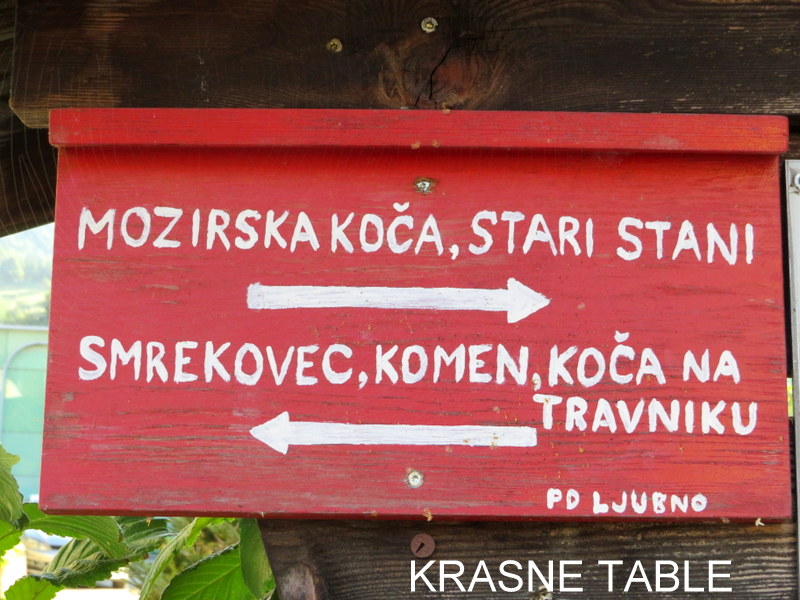 MOZIRSKA KOČA, STARI STANI
SMREKOVEC, KOMEN, KOČA NA
TRAVNIKU
PD LJUBNO
KRASNE TABLE